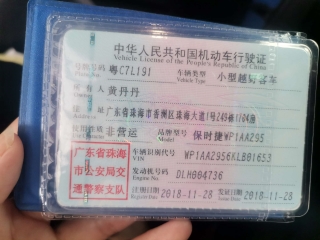 中华人民共和国机动车行驶证
Vehicle License of the People's Republic of China
号牌号码 粤C7L191 车辆类型 小型越野客车
Plate No. Vehicle Type
所有人 黄丹丹
Owner
住址 广东省珠海市香洲区珠海大道1号245栋1704房
Address
使用性质 非营运 品牌型号 保时捷WP1AA295
Use Character Model
广东省珠海 车辆识别代号 WP1AA2956KLB01653
VIN
市公安局交 发动机号码 DLH004736
Engine No.
通警察支队 注册日期 2018-11-28 发证日期 2018-11-28
Register Date Issue Date